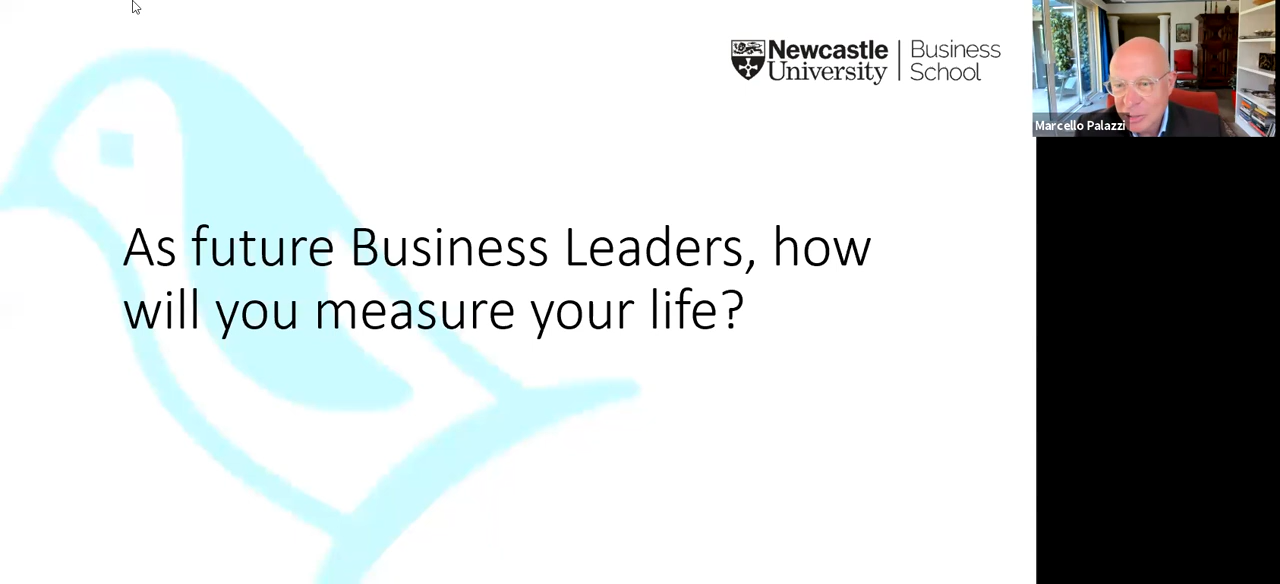 Newcastle University
Business School
Marcello Palazzi
As future Business Leaders, how
will you measure your life?